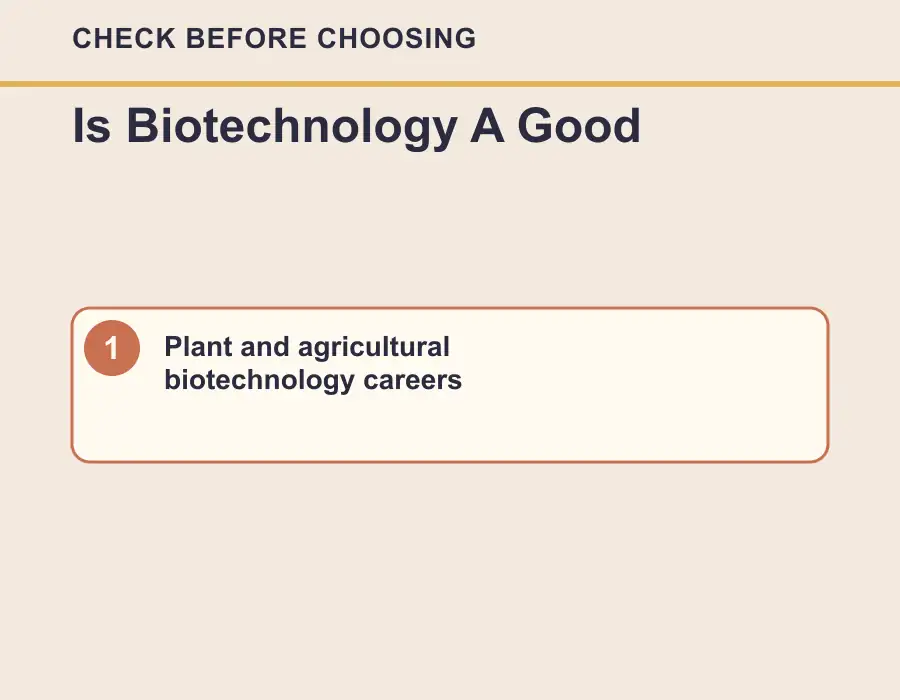 CHECK BEFORE CHOOSING
Is Biotechnology A Good
1
Plant and agricultural
biotechnology careers